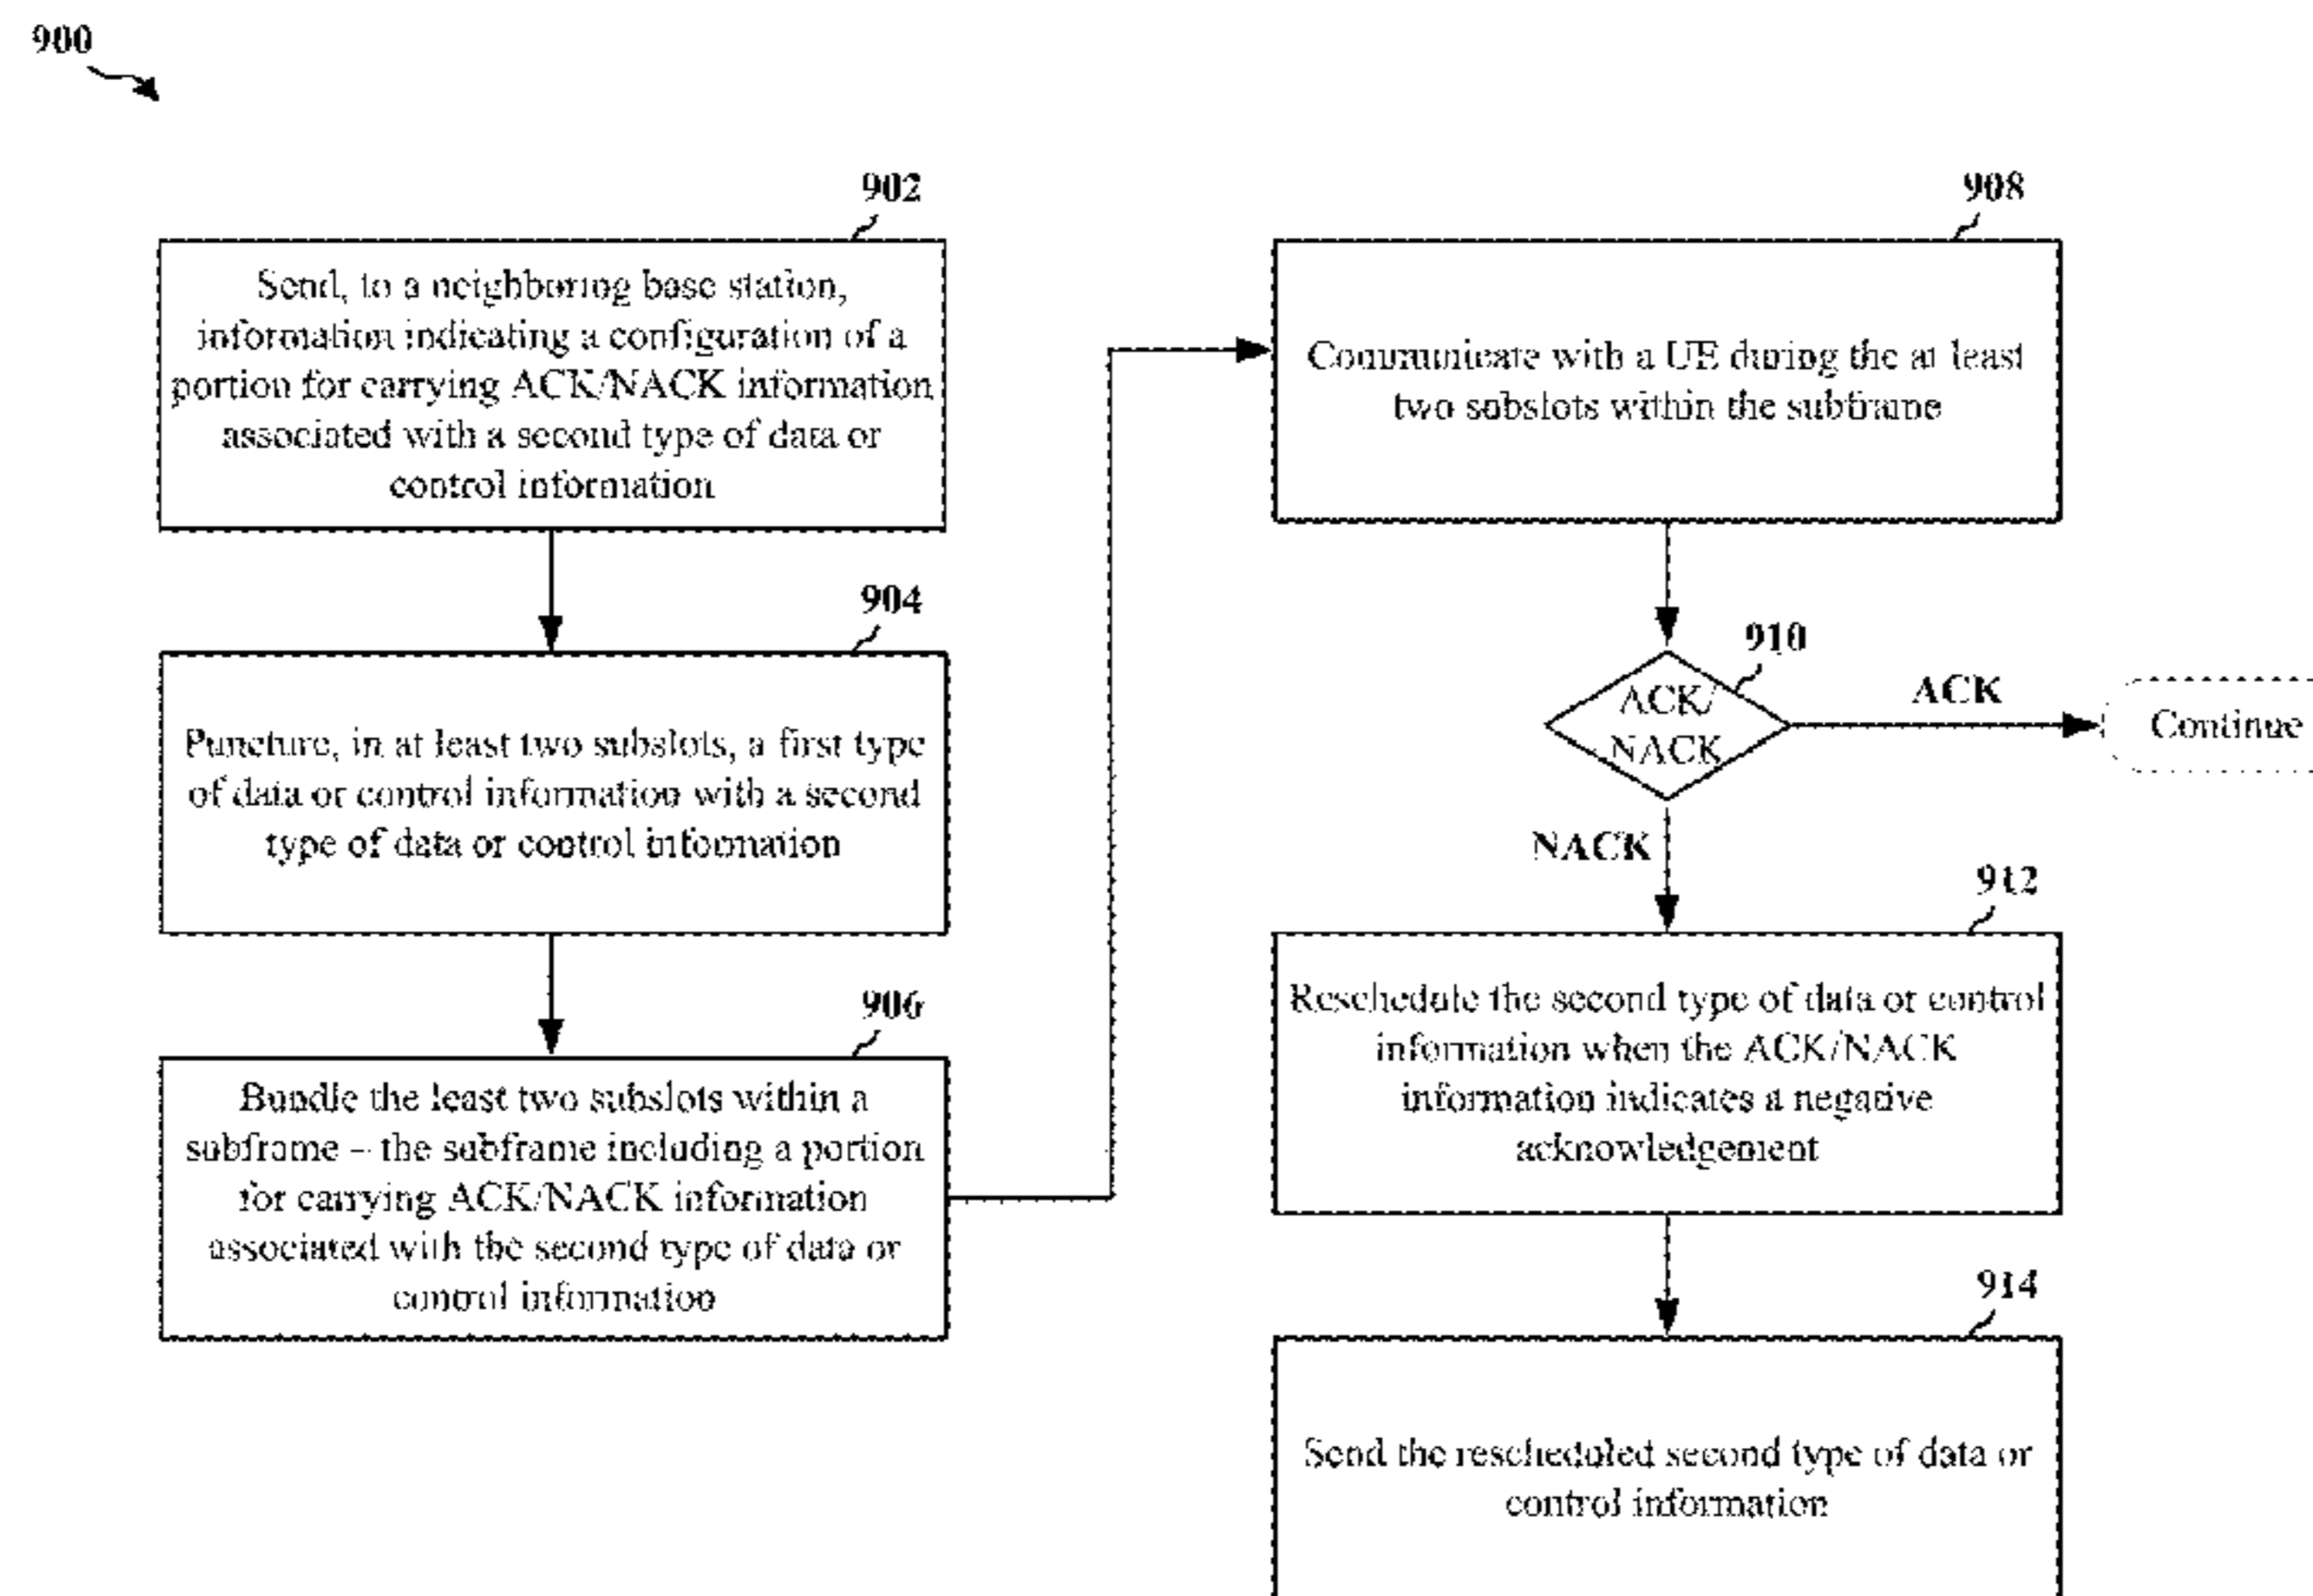 900
902
Send, to a neighboring base station,
information indicating a configuration of a
portion for carrying ACK/NACK information
associated with a second type of data or
control information
904
Puncture, in at least two subslots, a first type
of data or control information with a second
type of data or control information
906
Bundle the least two subslots within a
subframe – the subframe including a portion
for carrying ACK/NACK information
associated with the second type of data or
control information
908
Communicate with a UE during the at least
two subslots within the subframe
910
ACK/
NACK
ACK
Continue
NACK
912
Reschedule the second type of data or control
information when the ACK/NACK
information indicates a negative
acknowledgement
914
Send the rescheduled second type of data or
control information